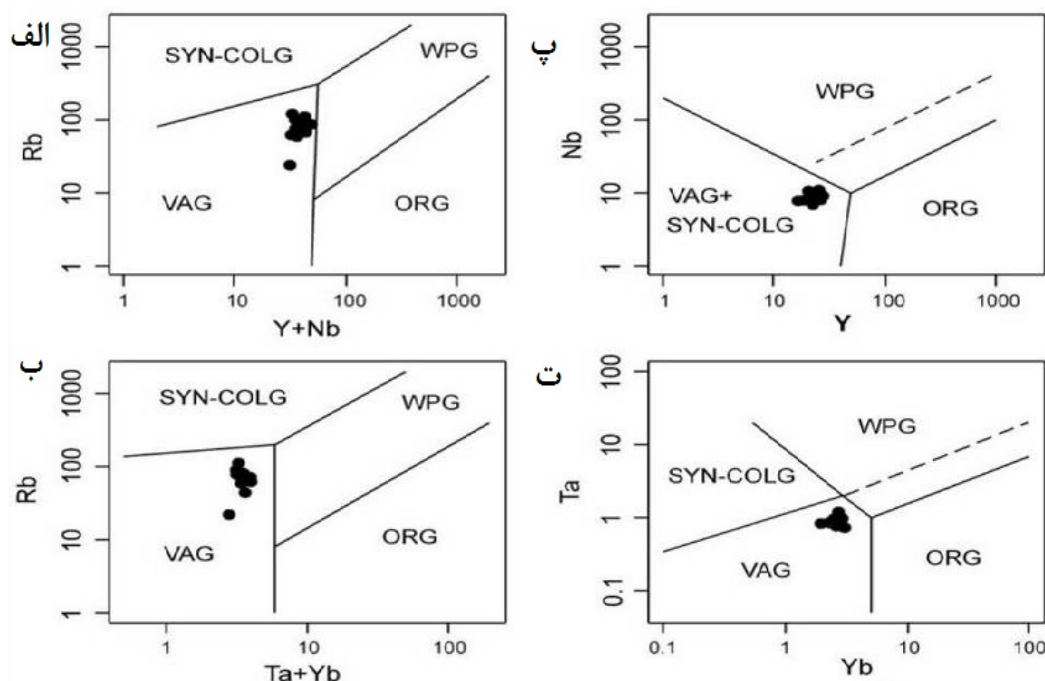 الف
1000
100
10
1
Rb
SYN-COLG
WPG
VAG
ORG
1 10 100 1000
Y+Nb
پ
1000
100
10
1
Nb
WPG
VAG+
SYN-COLG
ORG
1 10 100 1000
Y
ب
1000
100
10
1
Rb
SYN-COLG
WPG
VAG
ORG
1 10 100
Ta+Yb
ت
100
10
1
0.1
Ta
WPG
SYN-COLG
VAG
ORG
0.1 1 10 100
Yb